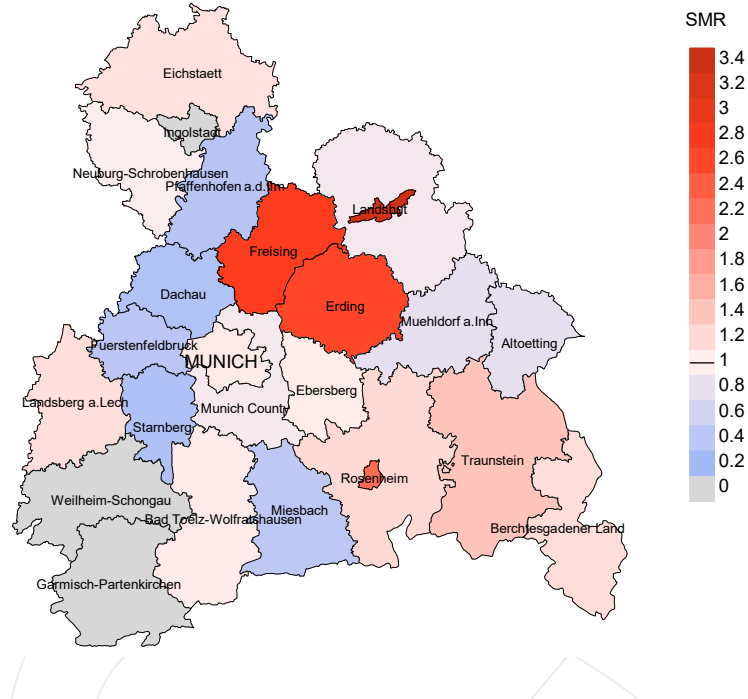 SMR
3.4
3.2
3
2.8
2.6
2.4
2.2
2
1.8
1.6
1.4
1.2
1
0.8
0.6
0.4
0.2
0
Eichstaett
Ingolstadt
Neuburg-Schrobenhausen
Pfaffenhofen a.d.Ilm
Landshut
Freising
Dachau
Erding
Muehldorf a.Inn
Altoetting
Fuerstenfeldbruck
MUNICH
Ebersberg
Landsberg a.Lech
Munich County
Starnberg
Traunstein
Rosenheim
Weilheim-Schongau
Miesbach
Bad Toelz-Wolfratshausen
Berchtesgadener Land
Garmisch-Partenkirchen